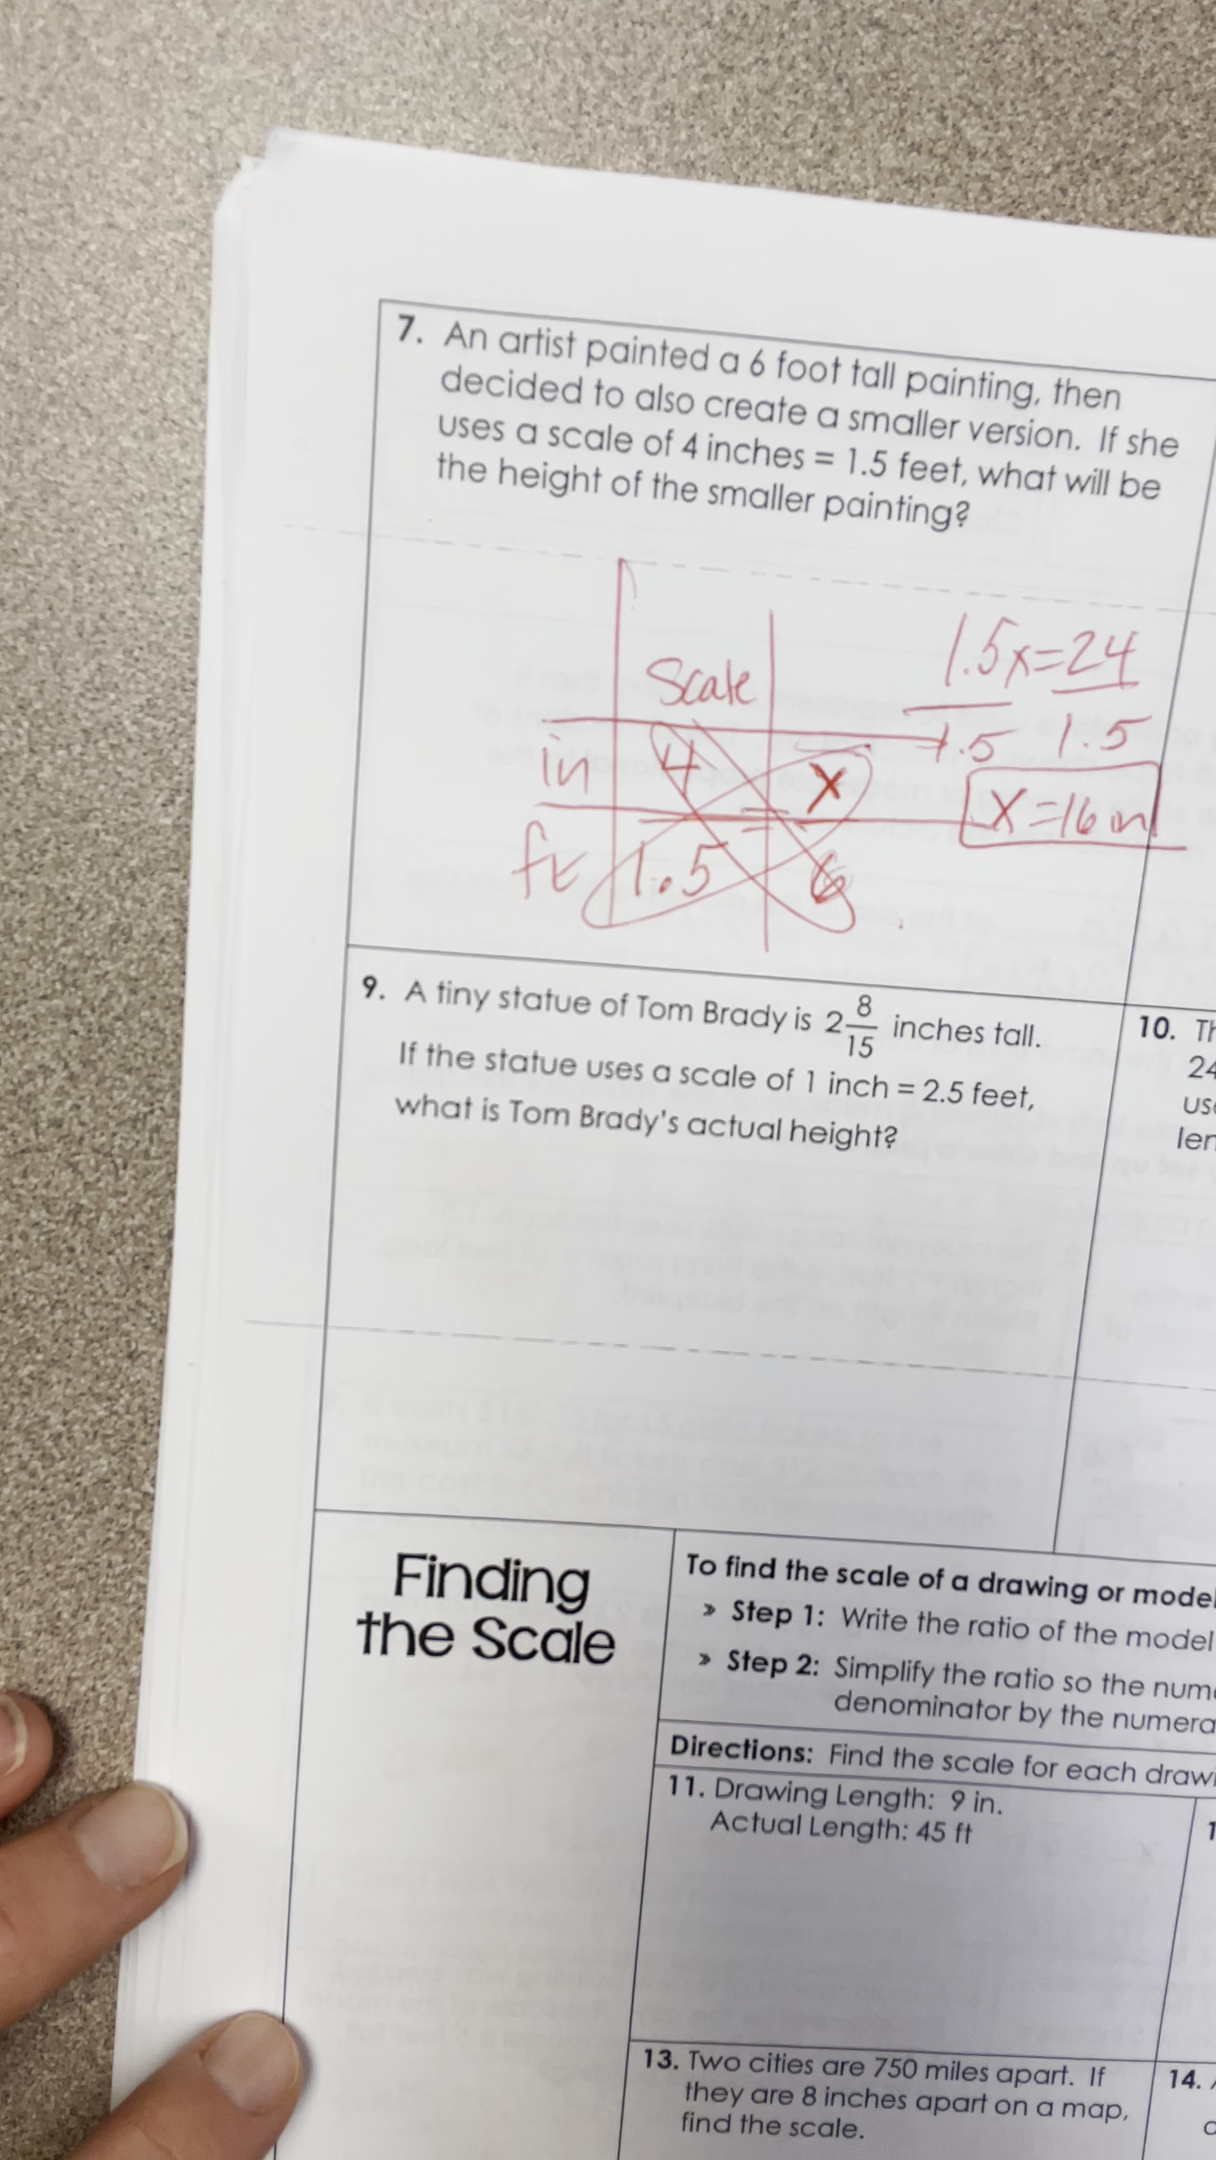 7. An artist painted a 6 foot tall painting, then
decided to also create a smaller version. If she
uses a scale of 4 inches = 1.5 feet, what will be
the height of the smaller painting?
Scale
in 4 x
ft 1.5 = 6
1.5x=24
1.5 1.5
x=16 in
9. A tiny statue of Tom Brady is 2 8/15 inches tall.
If the statue uses a scale of 1 inch = 2.5 feet,
what is Tom Brady's actual height?
10.
24
Finding
the Scale
To find the scale of a drawing or model
» Step 1: Write the ratio of the model
» Step 2: Simplify the ratio so the
denominator by the
Directions: Find the scale for each
11. Drawing Length: 9 in.
Actual Length: 45 ft
13. Two cities are 750 miles apart. If
they are 8 inches apart on a map,
find the scale.
14.